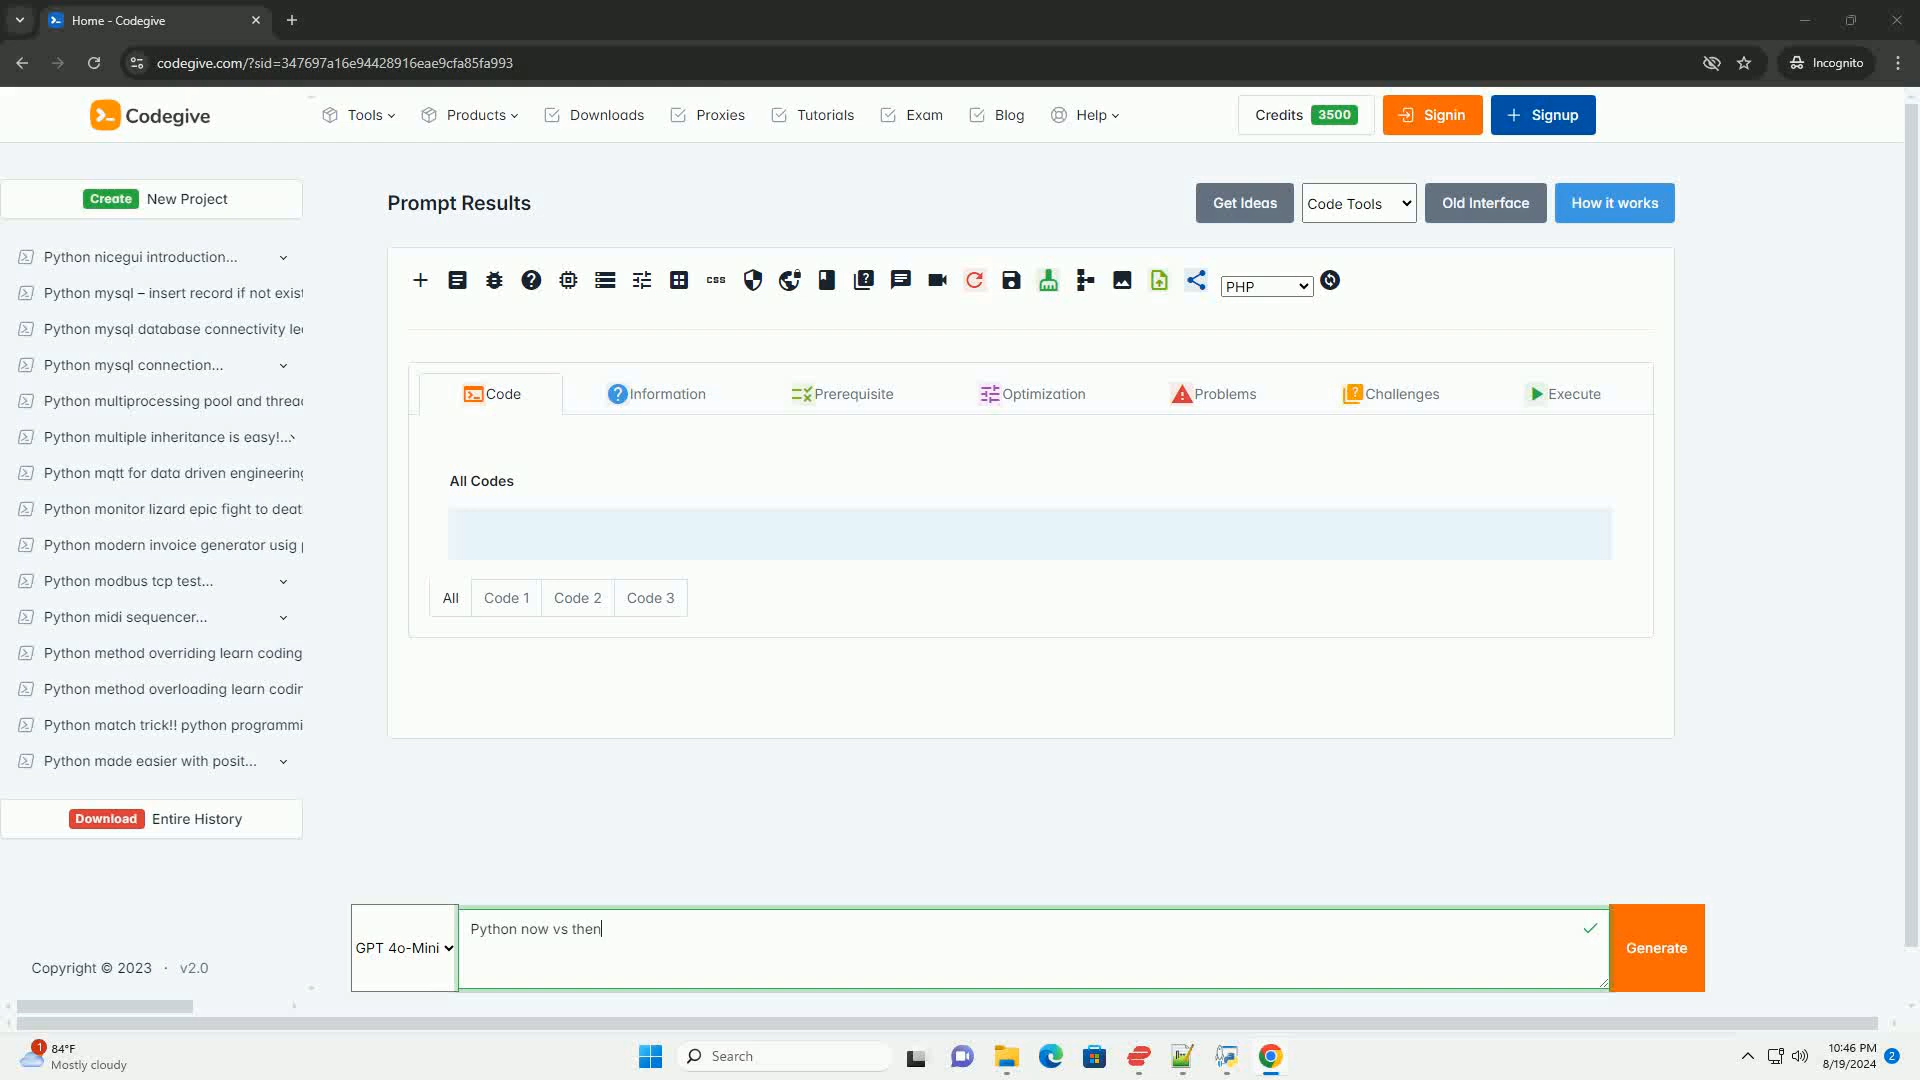 Home - Codegive
codegive.com/?sid=347697a16e94428916eae9cfa85fa993
Incognito
Codegive
Tools
Products
Downloads
Proxies
Tutorials
Exam
Blog
Help
Credits 3500
Signin
Signup
Create New Project
Python nicegui introduction...
Python mysql – insert record if not exist
Python mysql database connectivity le
Python mysql connection...
Python multiprocessing pool and threa
Python multiple inheritance is easy!...
Python mqtt for data driven engineering
Python monitor lizard epic fight to deat
Python modern invoice generator usig
Python modbus tcp test...
Python midi sequencer...
Python method overriding learn coding
Python method overloading learn codin
Python match trick!! python programmi
Python made easier with posit...
Download Entire History
Copyright © 2023 · v2.0
Prompt Results
Get Ideas
Code Tools
Old Interface
How it works
css
PHP
Code
Information
Prerequisite
Optimization
Problems
Challenges
Execute
All Codes
All
Code 1
Code 2
Code 3
GPT 4o-Mini
Python now vs then
Generate
1
84°F
Mostly cloudy
Search
10:46 PM
8/19/2024
2